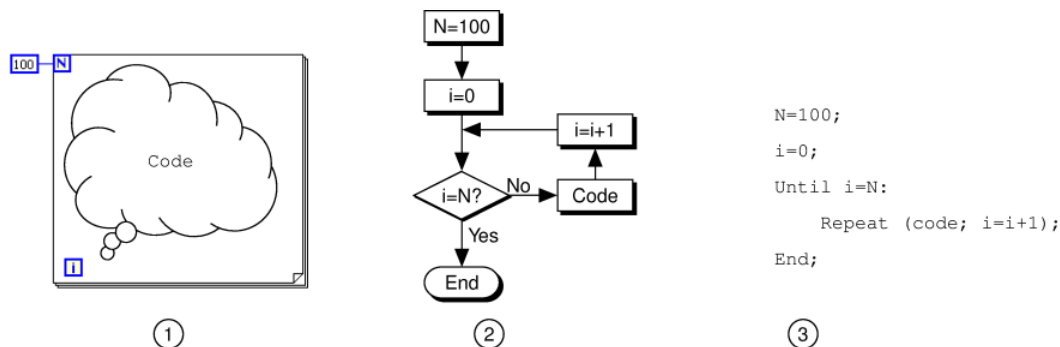 100 N
Code
i
1
N=100
i=0
i=i+1
i=N?
No
Code
Yes
End
2
N=100;
i=0;
Until i=N:
Repeat (code; i=i+1);
End;
3